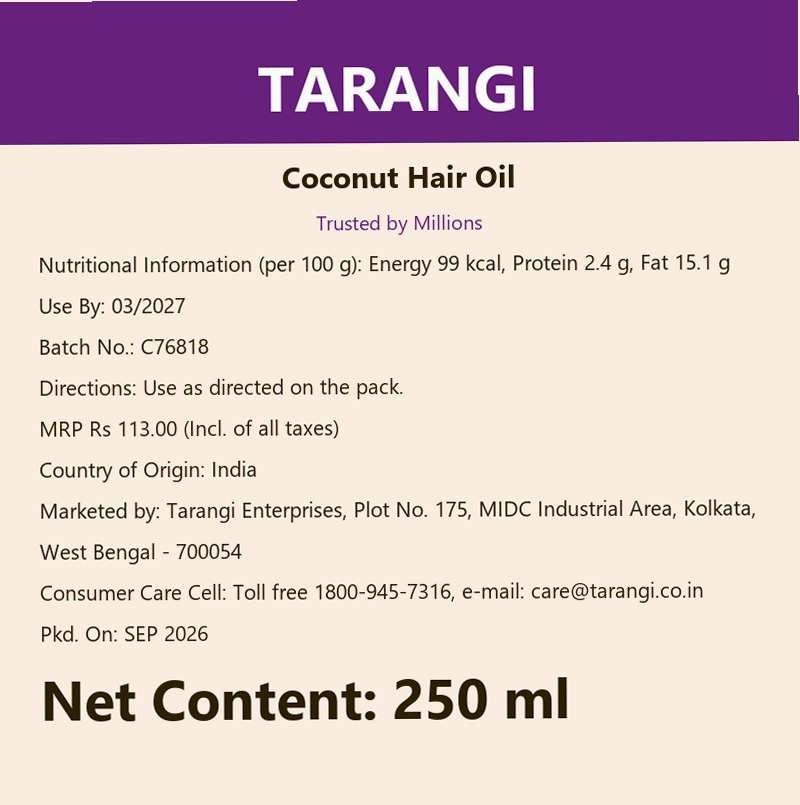 TARANGI
Coconut Hair Oil
Trusted by Millions
Nutritional Information (per 100 g): Energy 99 kcal, Protein 2.4 g, Fat 15.1 g
Use By: 03/2027
Batch No.: C76818
Directions: Use as directed on the pack.
MRP Rs 113.00 (Incl. of all taxes)
Country of Origin: India
Marketed by: Tarangi Enterprises, Plot No. 175, MIDC Industrial Area, Kolkata,
West Bengal - 700054
Consumer Care Cell: Toll free 1800-945-7316, e-mail: care@tarangi.co.in
Pkd. On: SEP 2026
Net Content: 250 ml